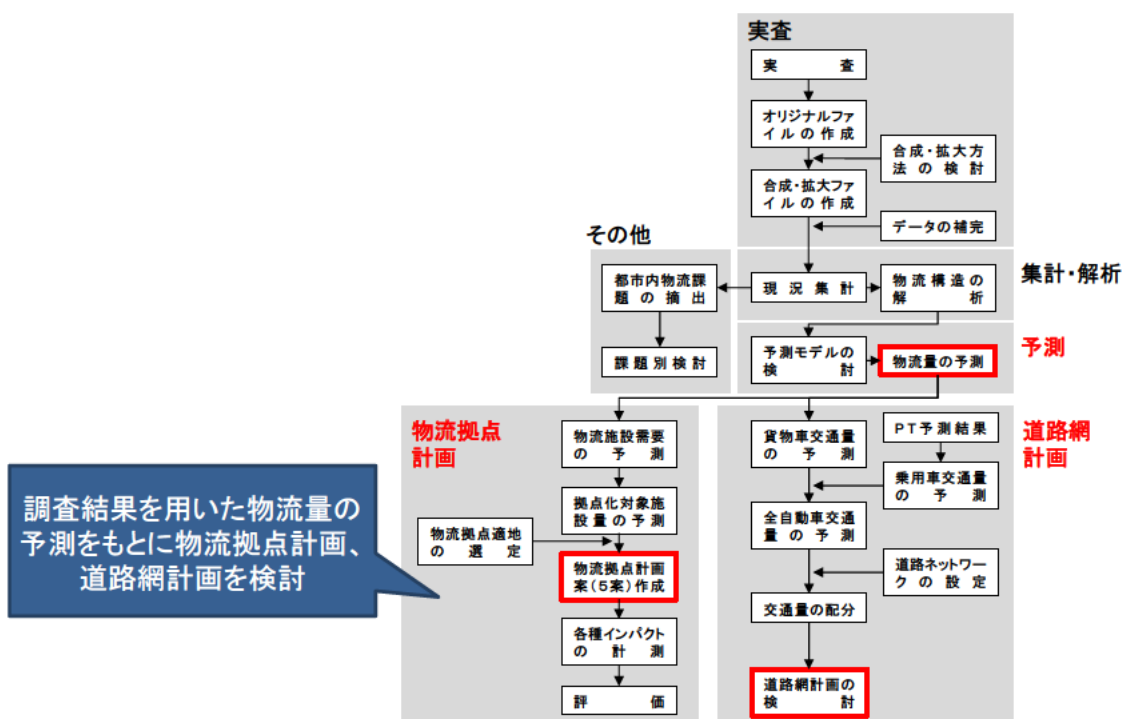 実査
実査
オリジナルファ
イルの作成
合成・拡大方
法の検討
合成・拡大ファ
イルの作成
データの補完
その他
都市内物流課
題の摘出
現況集計
物流構造の
解析
集計・解析
課題別検討
予測モデルの
検討
物流量の予測
予測
物流拠点
計画
物流施設需要
の予測
拠点化対象施
設量の予測
物流拠点適地
の選定
物流拠点計画
案(5案)作成
各種インパクト
の計測
評価
貨物車交通量
の予測
PT予測結果
乗用車交通量
の予測
全自動車交通
量の予測
道路ネットワー
クの設定
交通量の配分
道路網計画の
検討
道路網
計画
調査結果を用いた物流量の
予測をもとに物流拠点計画、
道路網計画を検討